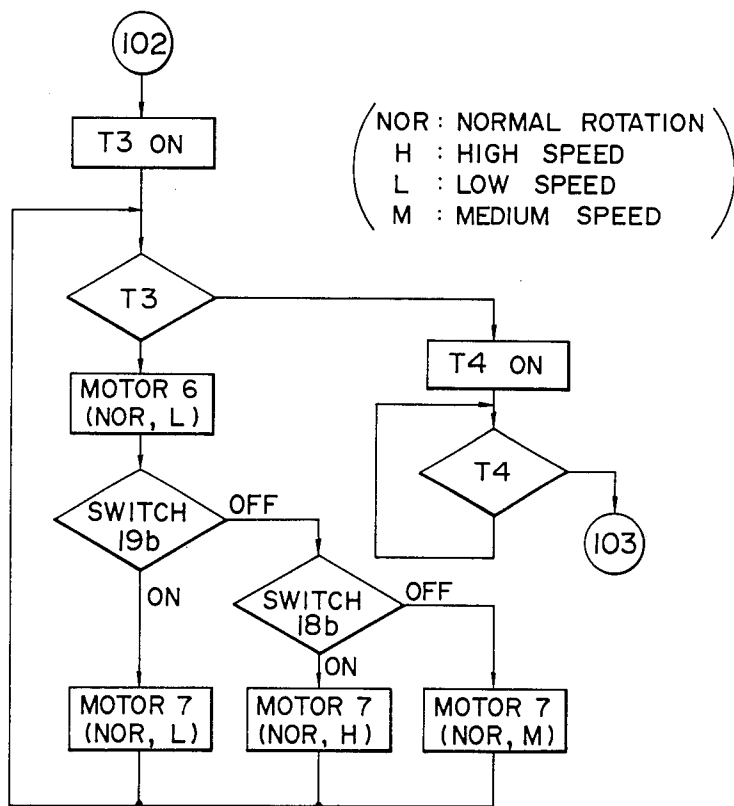 102
T3 ON
NOR : NORMAL ROTATION
H : HIGH SPEED
L : LOW SPEED
M : MEDIUM SPEED
T3
T4 ON
MOTOR 6
(NOR, L)
T4
SWITCH
19b
OFF
ON
103
SWITCH
18b
OFF
ON
MOTOR 7
(NOR, L)
MOTOR 7
(NOR, H)
MOTOR 7
(NOR, M)